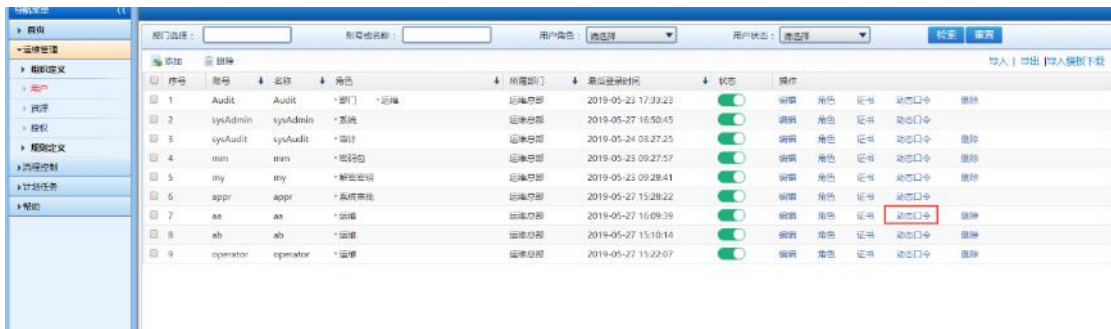 导航菜单 <<
首页
运维管理
组织定义
用户
资源
授权
规则定义
流程控制
计划任务
帮助
部门选择： 账号或名称： 用户角色： 请选择 用户状态： 请选择 检索 重置
添加 删除 导入 | 导出 | 导入模板下载
序号 账号 名称 角色 所属部门 最后登录时间 状态 操作
1 Audit Audit 部门 运维 运维总部 2019-05-23 17:33:23 编辑 角色 证书 动态口令 删除
2 sysAdmin sysAdmin 系统 运维总部 2019-05-27 16:50:45 编辑 角色 证书 动态口令
3 sysAudit sysAudit 审计 运维总部 2019-05-24 03:27:25 编辑 角色 证书 动态口令 删除
4 mm mm 密码包 运维总部 2019-05-23 09:27:57 编辑 角色 证书 动态口令 删除
5 my my 解密密钥 运维总部 2019-05-23 09:28:41 编辑 角色 证书 动态口令 删除
6 appr appr 系统审批 运维总部 2019-05-27 15:28:22 编辑 角色 证书 动态口令
7 aa aa 运维 运维总部 2019-05-27 16:09:39 编辑 角色 证书 动态口令 删除
8 ab ab 运维 运维总部 2019-05-27 15:10:14 编辑 角色 证书 动态口令 删除
9 operator operator 运维 运维总部 2019-05-27 15:22:07 编辑 角色 证书 动态口令 删除